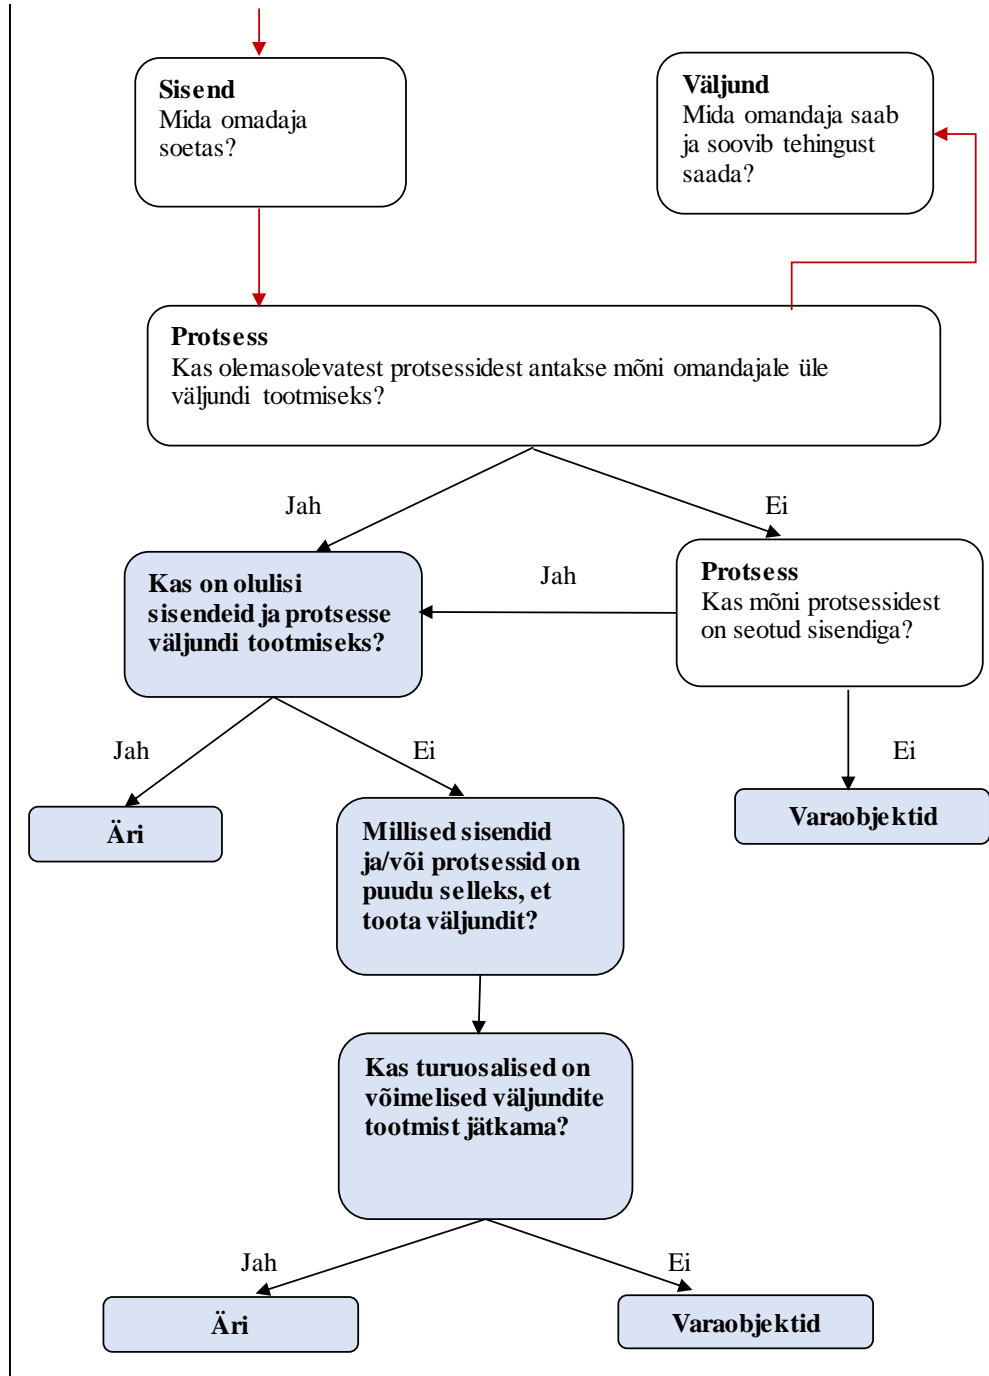 Sisend
Mida omadaja
soetas?
Väljund
Mida omandaja saab
ja soovib tehingust
saada?
Protsess
Kas olemasolevatest protsessidest antakse mõni omandajale üle
väljundi tootmiseks?
Jah
Ei
Kas on olulisi
sisendeid ja protsesse
väljundi tootmiseks?
Jah
Protsess
Kas mõni protsessidest
on seotud sisendiga?
Jah
Ei
Ei
Äri
Millised sisendid
ja/või protsessid on
puudu selleks, et
toota väljundit?
Varaobjektid
Kas turuosalised on
võimelised väljundite
tootmist jätkama?
Jah
Ei
Äri
Varaobjektid